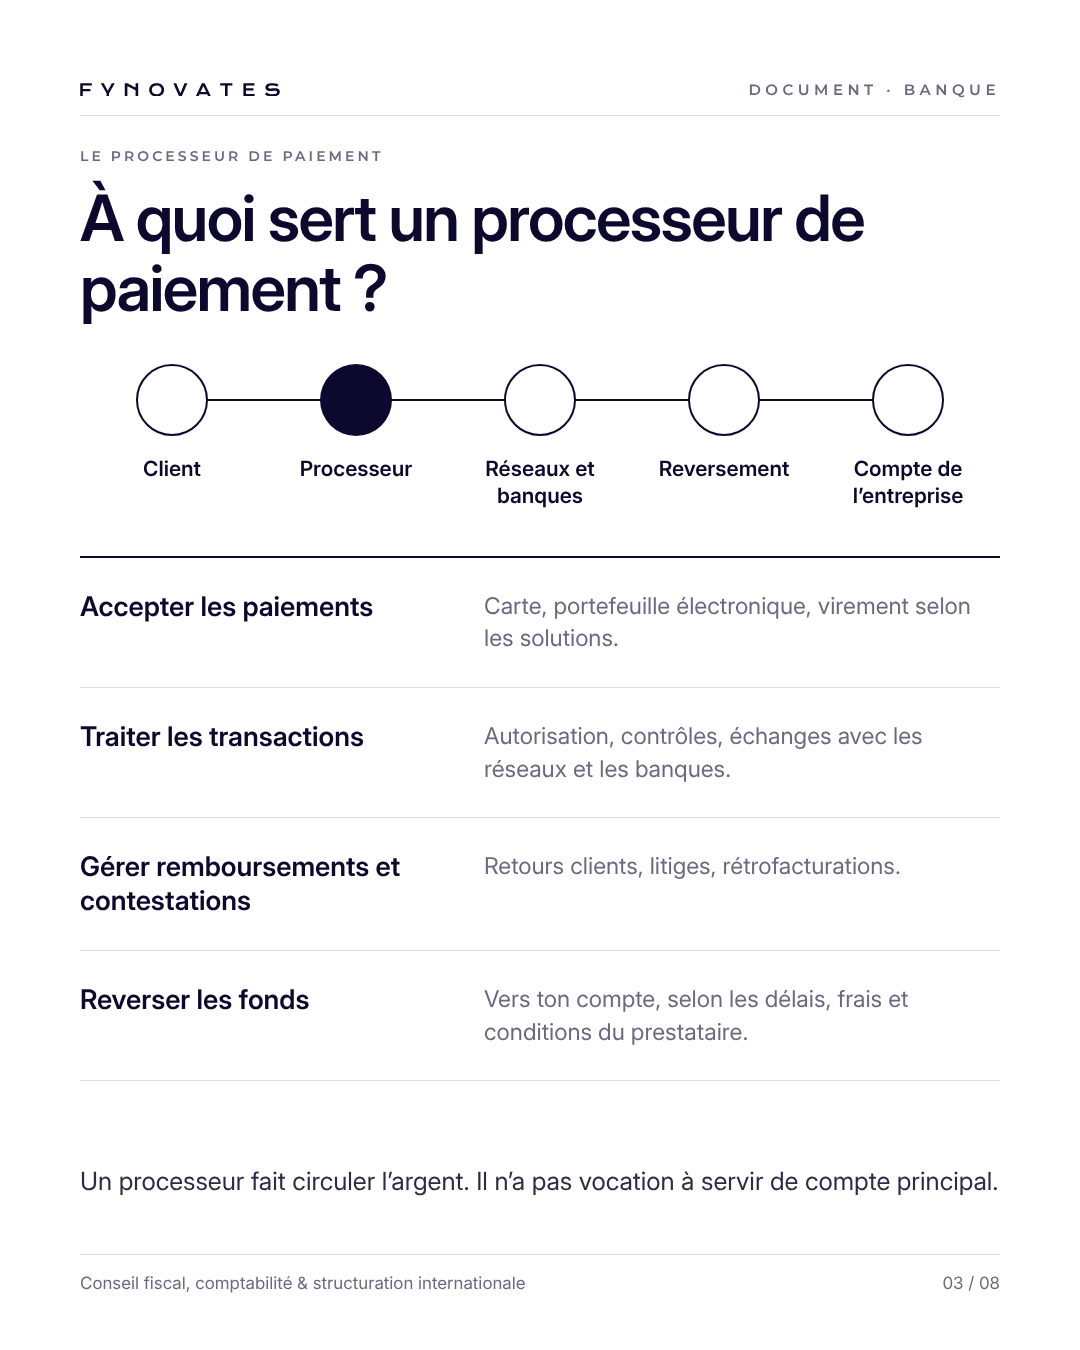 FYNOVATES
DOCUMENT · BANQUE
LE PROCESSEUR DE PAIEMENT
À quoi sert un processeur de
paiement ?
Client
Processeur
Réseaux et
banques
Reversement
Compte de
l’entreprise
Accepter les paiements
Carte, portefeuille électronique, virement selon
les solutions.
Traiter les transactions
Autorisation, contrôles, échanges avec les
réseaux et les banques.
Gérer remboursements et
contestations
Retours clients, litiges, rétrofacturations.
Reverser les fonds
Vers ton compte, selon les délais, frais et
conditions du prestataire.
Un processeur fait circuler l’argent. Il n’a pas vocation à servir de compte principal.
Conseil fiscal, comptabilité & structuration internationale
03 / 08